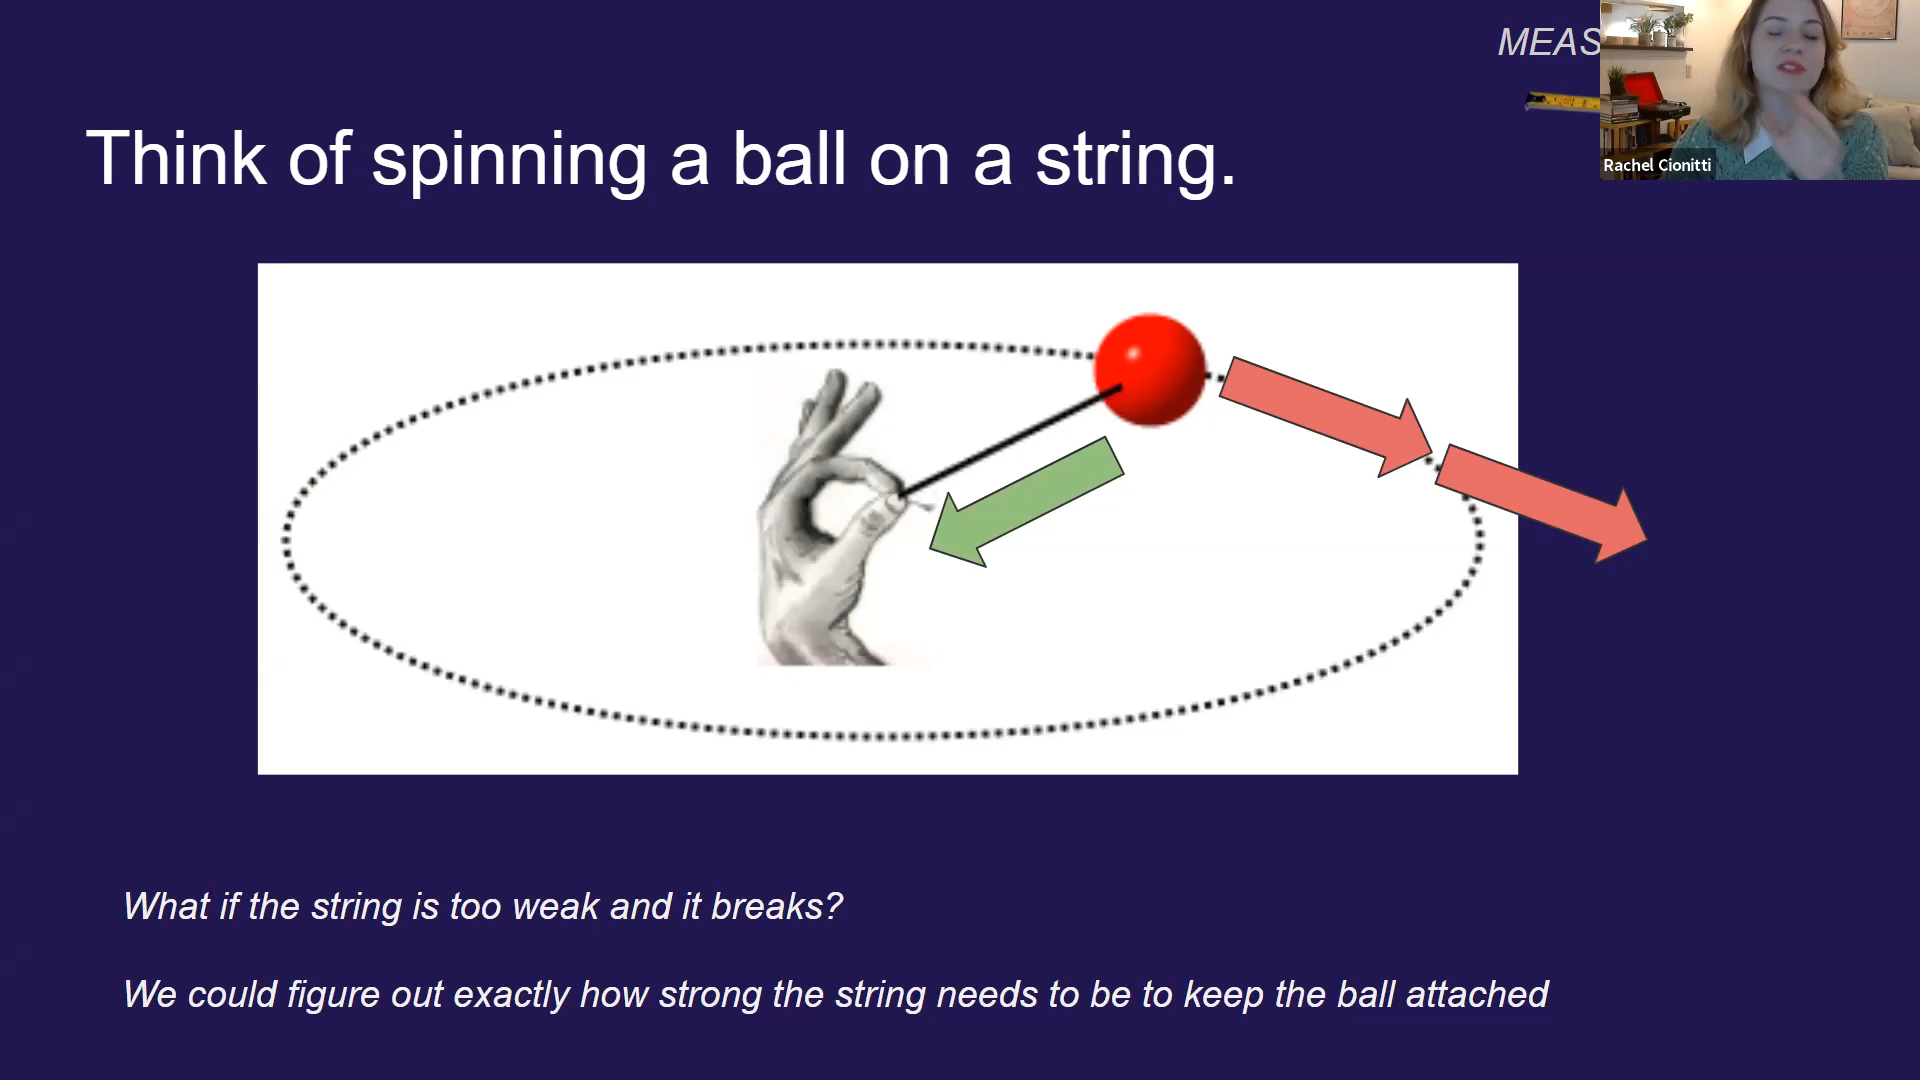 MEAS
Think of spinning a ball on a string.
Rachel Cionitti
What if the string is too weak and it breaks?
We could figure out exactly how strong the string needs to be to keep the ball attached